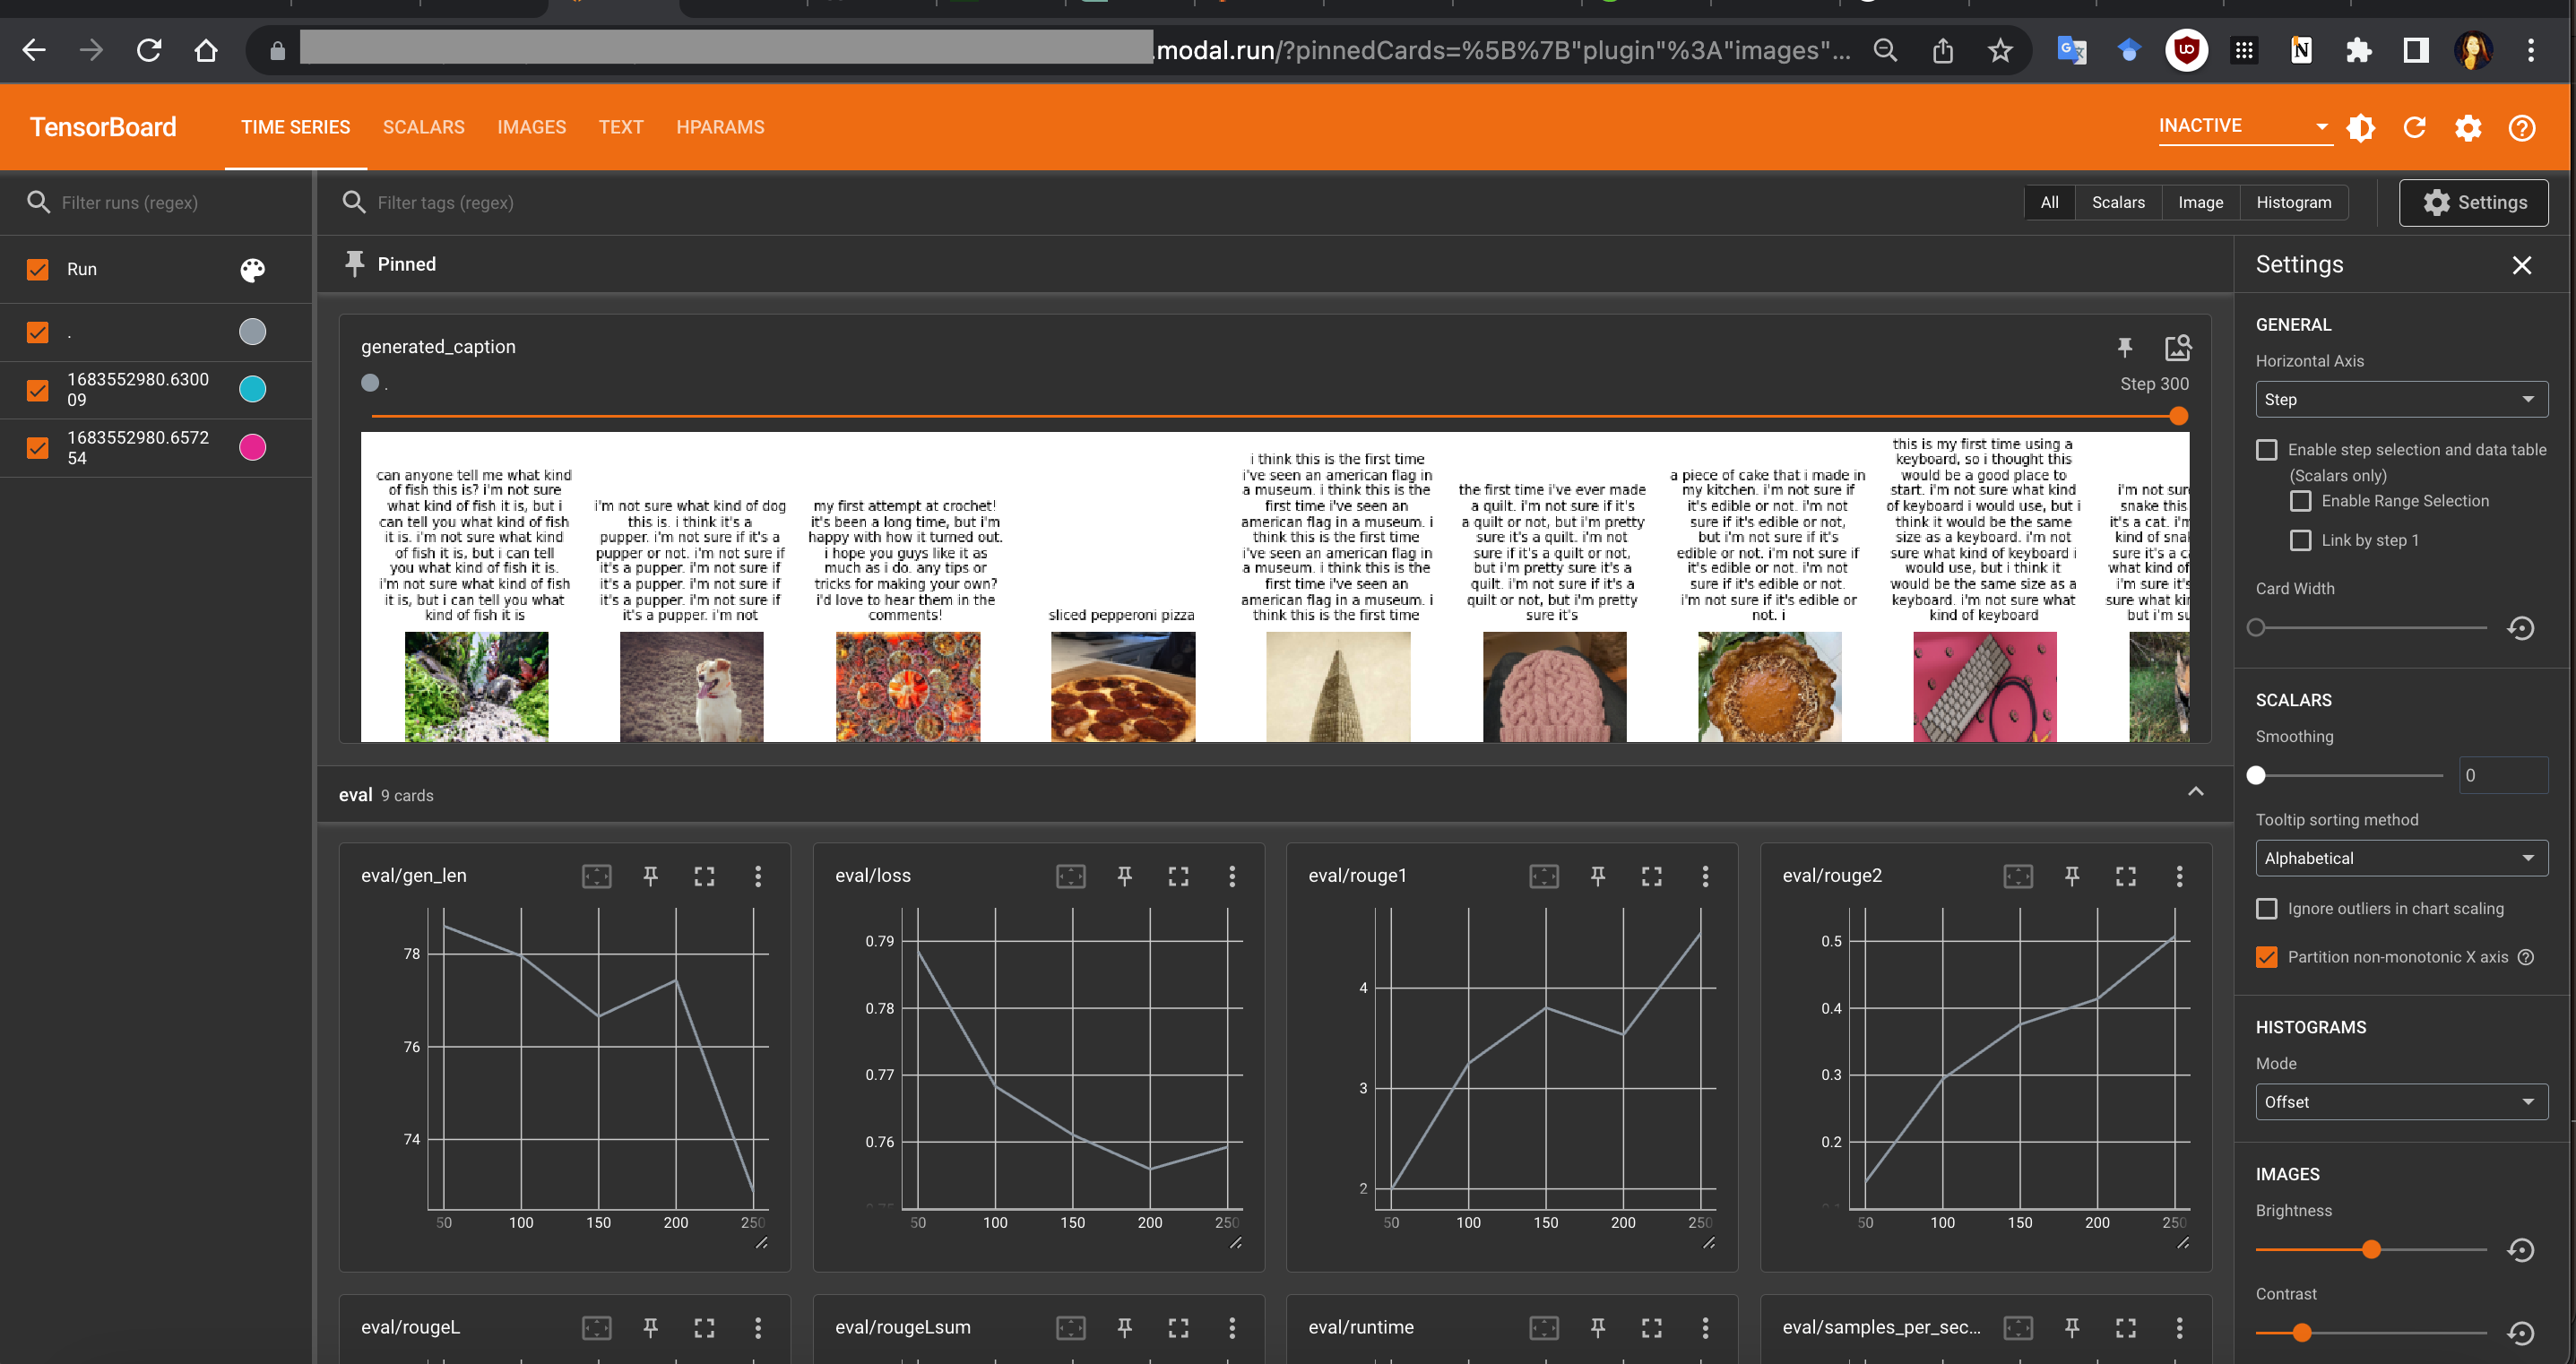 .modal.run/?pinnedCards=%5B%7B"plugin"%3A"images"...
TensorBoard
TIME SERIES
SCALARS
IMAGES
TEXT
HPARAMS
INACTIVE
Filter runs (regex)
Filter tags (regex)
All
Scalars
Image
Histogram
Settings
Run
.
1683552980.6300
09
1683552980.6572
54
Pinned
generated_caption
.
Step 300
can anyone tell me what kind
of fish this is? i'm not sure
what kind of fish it is, but i
can tell you what kind of fish
it is. i'm not sure what kind
of fish it is, but i can tell
you what kind of fish it is.
i'm not sure what kind of fish
it is, but i can tell you what
kind of fish it is
i'm not sure what kind of dog
this is. i think it's a
pupper. i'm not sure if it's a
pupper or not. i'm not sure if
it's a pupper. i'm not sure if
it's a pupper. i'm not sure if
it's a pupper. i'm not
my first attempt at crochet!
it's been a long time, but i'm
happy with how it turned out.
i hope you guys like it as
much as i do. any tips or
tricks for making your own?
i'd love to hear them in the
comments!
sliced pepperoni pizza
i think this is the first time
i've seen an american flag in
a museum. i think this is the
first time i've seen an
american flag in a museum. i
think this is the first time
i've seen an american flag in
a museum. i think this is the
first time i've seen an
american flag in a museum. i
think this is the first time
the first time i've ever made
a quilt. i'm not sure if it's
a quilt or not, but i'm pretty
sure it's a quilt. i'm not
sure if it's a quilt or not,
but i'm pretty sure it's a
quilt. i'm not sure if it's a
quilt or not, but i'm pretty
sure it's
a piece of cake that i made in
my kitchen. i'm not sure if
it's edible or not. i'm not
sure if it's edible or not,
but i'm not sure if it's
edible or not. i'm not sure if
it's edible or not. i'm not
sure if it's edible or not.
i'm not sure if it's edible or
not. i
this is my first time using a
keyboard, so i thought this
would be a good place to
start. i'm not sure what kind
of keyboard i would use, but i
think it would be the same
size as a keyboard. i'm not
sure what kind of keyboard i
would use, but i think it
would be the same size as a
keyboard. i'm not sure what
kind of keyboard
i'm not sur
snake this
it's a cat. i'm
kind of sna
sure it's a c
what kind of
i'm sure it's
sure what ki
but i'm su
eval 9 cards
eval/gen_len
78
76
74
50 100 150 200 250
eval/loss
0.79
0.78
0.77
0.76
0.75
50 100 150 200 250
eval/rouge1
4
3
2
50 100 150 200 250
eval/rouge2
0.5
0.4
0.3
0.2
0.1
50 100 150 200 250
eval/rougeL
eval/rougeLsum
eval/runtime
eval/samples_per_sec...
Settings
GENERAL
Horizontal Axis
Step
Enable step selection and data table
(Scalars only)
Enable Range Selection
Link by step 1
Card Width
SCALARS
Smoothing
0
Tooltip sorting method
Alphabetical
Ignore outliers in chart scaling
Partition non-monotonic X axis
HISTOGRAMS
Mode
Offset
IMAGES
Brightness
Contrast